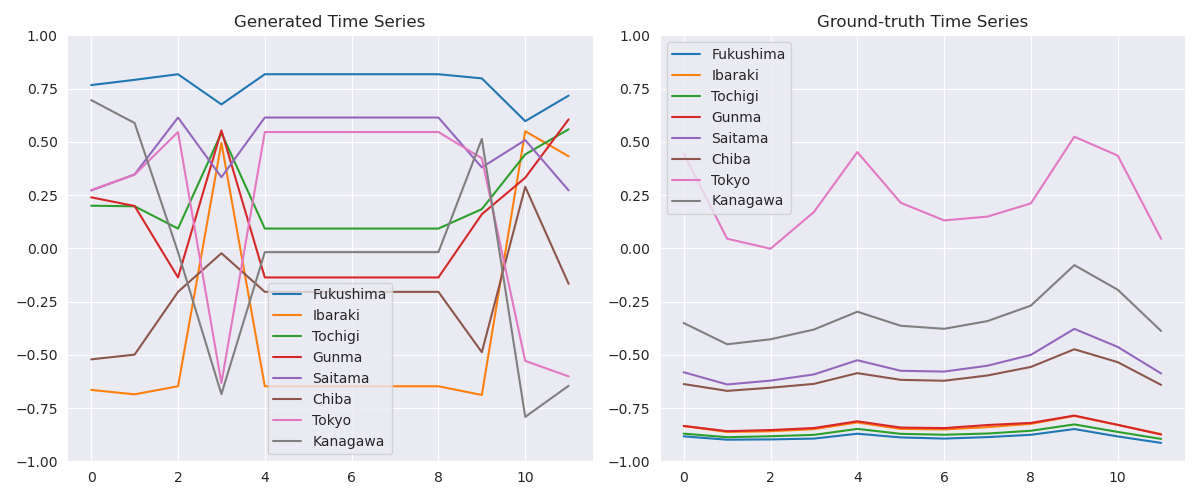 Generated Time Series
1.00
0.75
0.50
0.25
0.00
−0.25
−0.50
−0.75
−1.00
0 2 4 6 8 10
Fukushima
Ibaraki
Tochigi
Gunma
Saitama
Chiba
Tokyo
Kanagawa
Ground-truth Time Series
1.00
0.75
0.50
0.25
0.00
−0.25
−0.50
−0.75
−1.00
0 2 4 6 8 10
Fukushima
Ibaraki
Tochigi
Gunma
Saitama
Chiba
Tokyo
Kanagawa